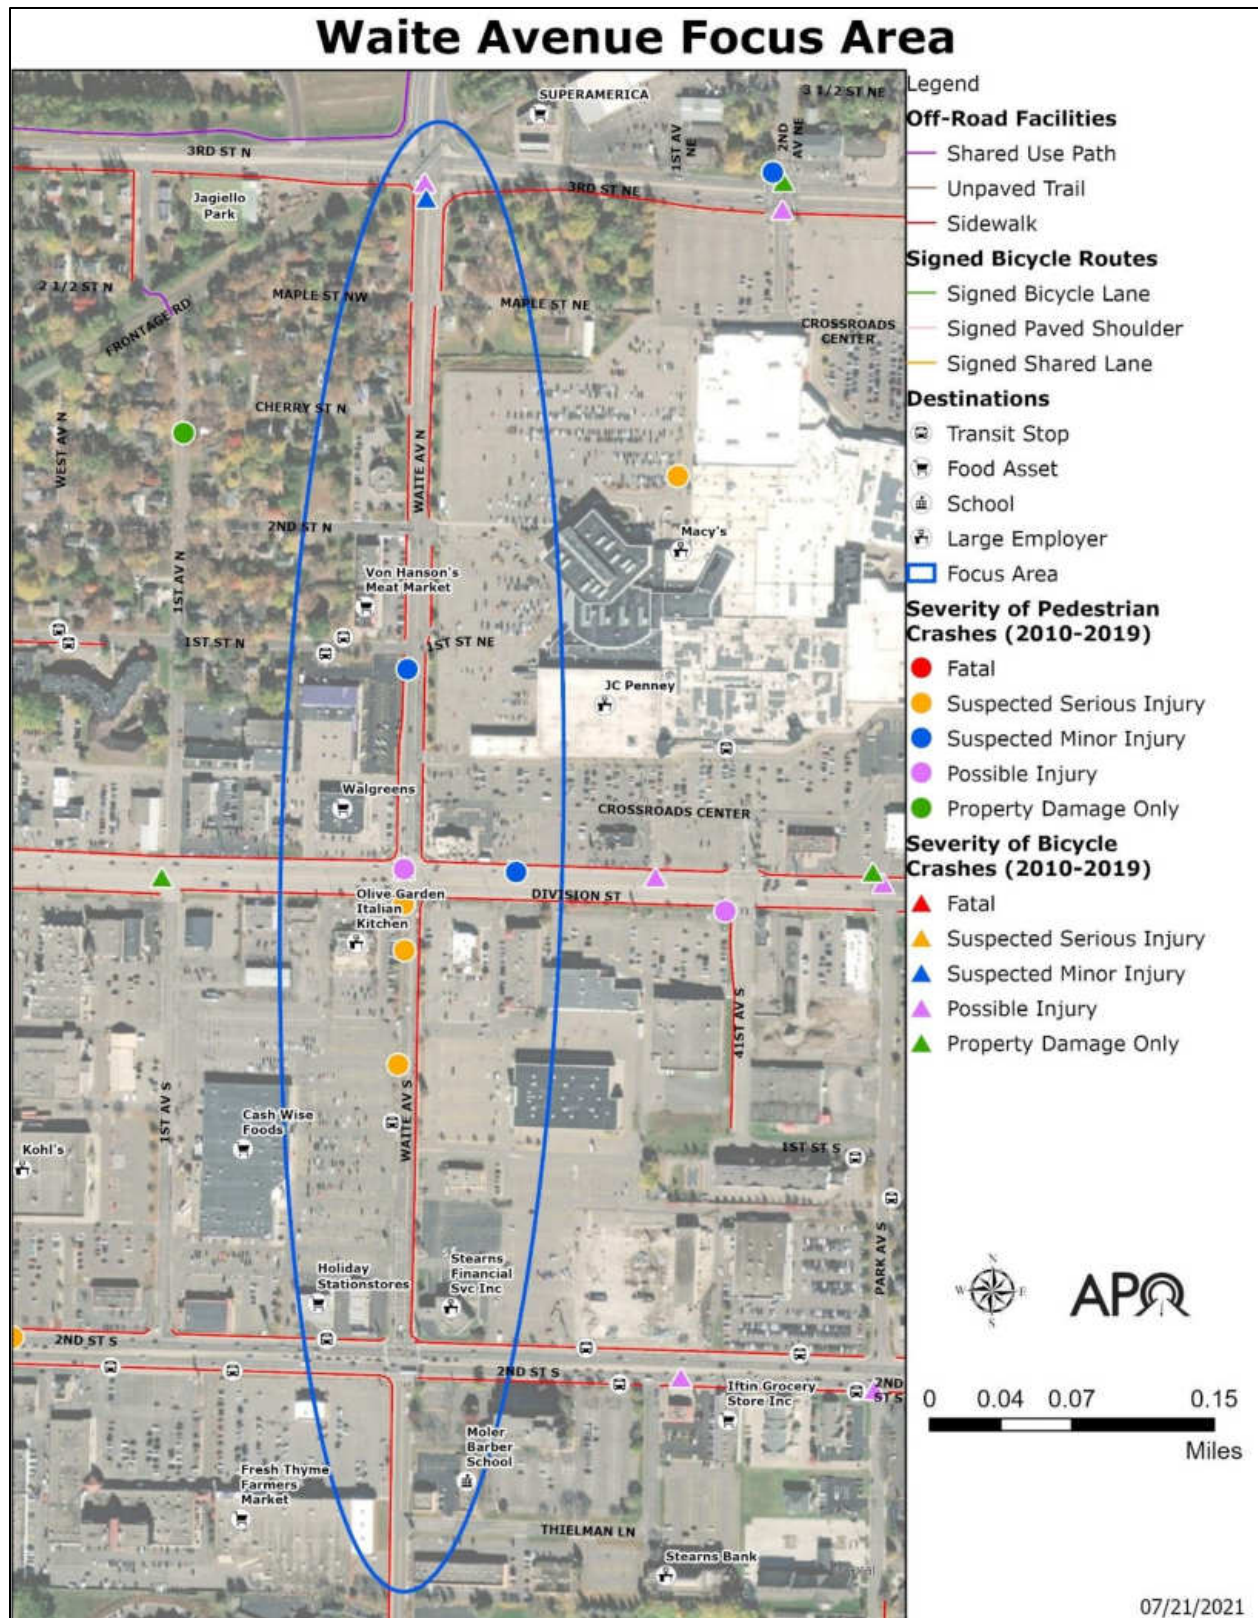 Waite Avenue Focus Area
SUPERAMERICA
3 1/2 ST NE
1ST AV
NE
2ND
AV NE
3RD ST N
3RD ST NE
Jagiello
Park
2 1/2 ST N
MAPLE ST NW
MAPLE ST NE
FRONTAGE RD
CROSSROADS
CENTER
CHERRY ST N
WEST AV N
WAITE AV N
2ND ST N
Macy's
Von Hanson's
Meat Market
1ST AV N
1ST ST N
1ST ST NE
JC Penney
Walgreens
CROSSROADS CENTER
Olive Garden
Italian
Kitchen
DIVISION ST
41ST AV S
1ST AV S
WAITE AV S
Cash Wise
Foods
Kohl's
1ST ST S
PARK AV S
Holiday
Stationstores
Stearns
Financial
Svc Inc
2ND ST S
2ND ST S
2ND
ST S
Iftin Grocery
Store Inc
Moler
Barber
School
Fresh Thyme
Farmers
Market
THIELMAN LN
Stearns Bank
Legend
Off-Road Facilities
Shared Use Path
Unpaved Trail
Sidewalk
Signed Bicycle Routes
Signed Bicycle Lane
Signed Paved Shoulder
Signed Shared Lane
Destinations
Transit Stop
Food Asset
School
Large Employer
Focus Area
Severity of Pedestrian
Crashes (2010-2019)
Fatal
Suspected Serious Injury
Suspected Minor Injury
Possible Injury
Property Damage Only
Severity of Bicycle
Crashes (2010-2019)
Fatal
Suspected Serious Injury
Suspected Minor Injury
Possible Injury
Property Damage Only
N
W E
S
APO
0 0.04 0.07 0.15
Miles
07/21/2021